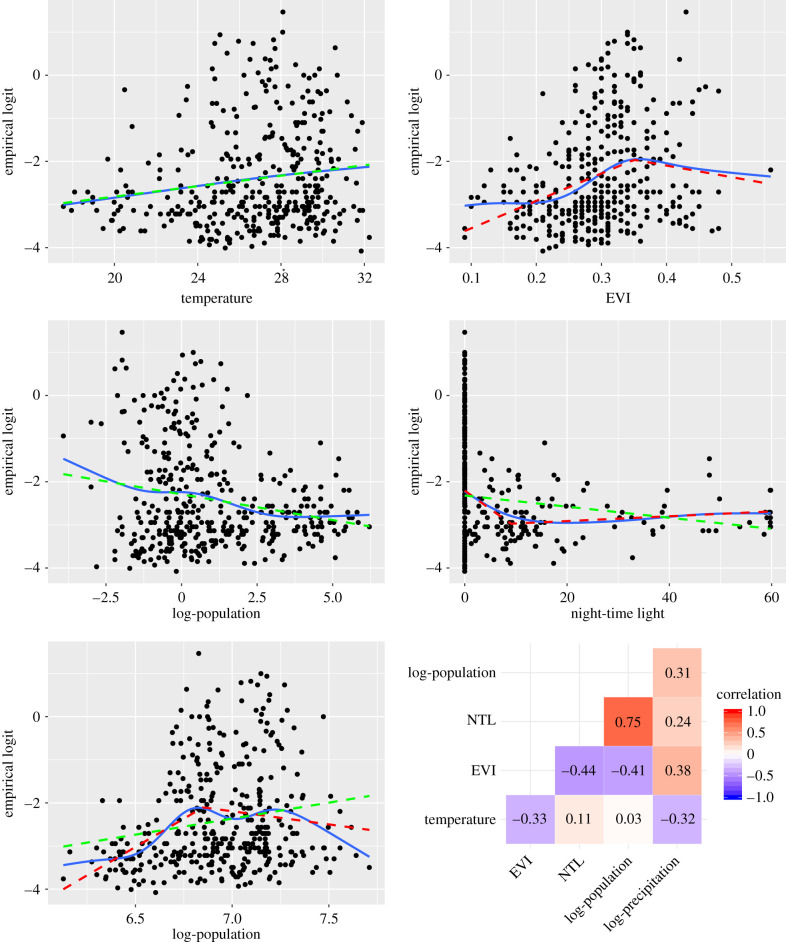 empirical logit
0
−2
−4
20 24 28 32
temperature
empirical logit
0
−2
−4
0.1 0.2 0.3 0.4 0.5
EVI
empirical logit
0
−2
−4
−2.5 0 2.5 5.0
log-population
empirical logit
0
−2
−4
0 20 40 60
night-time light
empirical logit
0
−2
−4
6.5 7.0 7.5
log-population
log-population 0.31
NTL 0.75 0.24
EVI −0.44 −0.41 0.38
temperature −0.33 0.11 0.03 −0.32
EVI NTL log-population log-precipitation
correlation
1.0
0.5
0
−0.5
−1.0